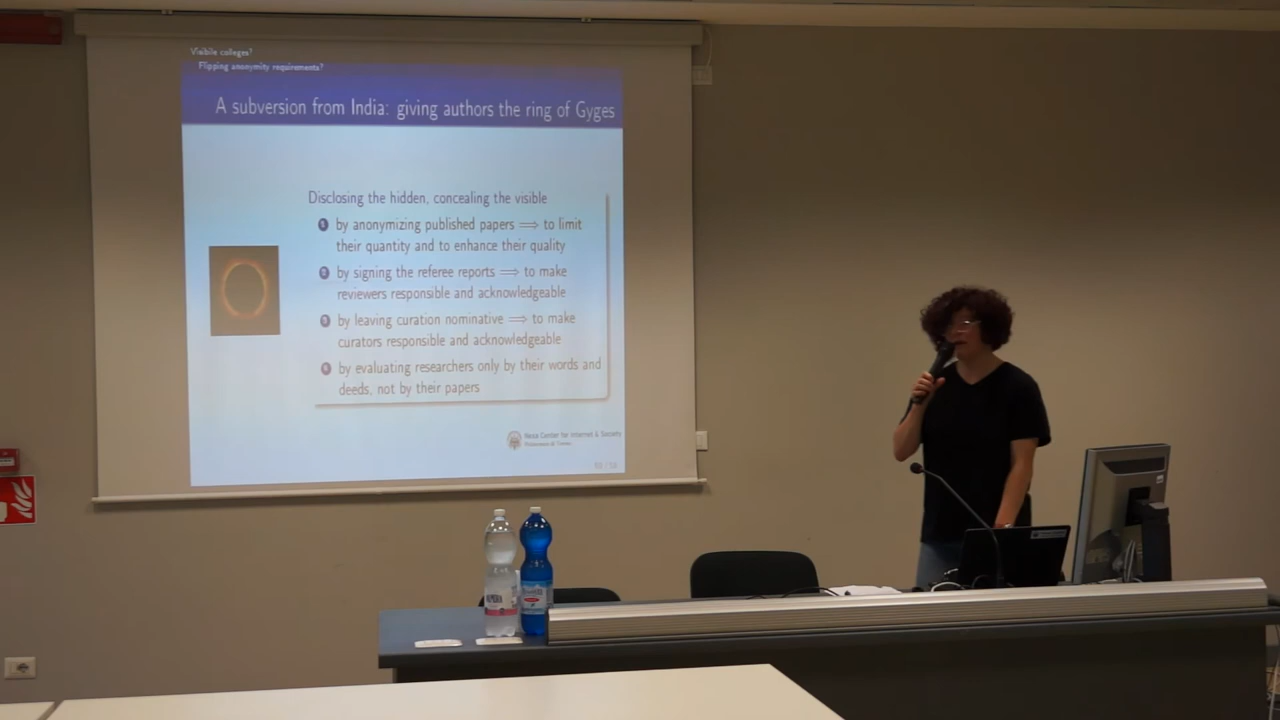 Visibile colleges?
Flipping anonymity requirements?
A subversion from India: giving authors the ring of Gyges
Disclosing the hidden, concealing the visible
1 by anonymizing published papers ⟹ to limit
their quantity and to enhance their quality
2 by signing the referee reports ⟹ to make
reviewers responsible and acknowledgeable
3 by leaving curation nominative ⟹ to make
curators responsible and acknowledgeable
4 by evaluating researchers only by their words and
deeds, not by their papers
Nexa Center for Internet & Society